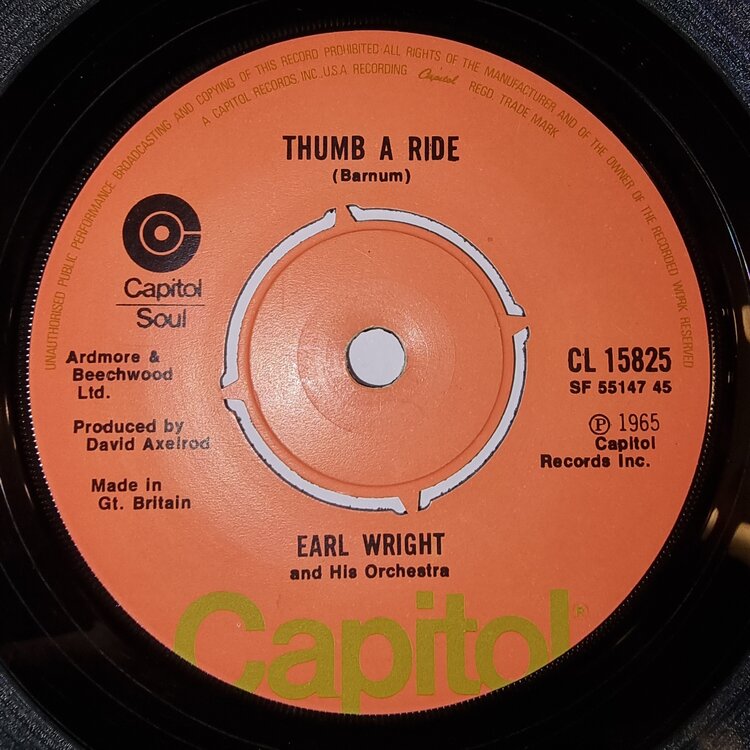 UNAUTHORISED PUBLIC PERFORMANCE BROADCASTING AND COPYING OF THIS RECORD PROHIBITED ALL RIGHTS OF THE MANUFACTURER AND OF THE OWNER OF THE RECORDED WORK RESERVED
A CAPITOL RECORDS, INC., U.S.A. RECORDING Capitol REGD. TRADE MARK
THUMB A RIDE
(Barnum)
Capitol
Soul
Ardmore &
Beechwood
Ltd.
CL 15825
SF 55147 45
Produced by
David Axelrod
Ⓟ 1965
Capitol
Records Inc.
Made in
Gt. Britain
EARL WRIGHT
and His Orchestra
Capitol®